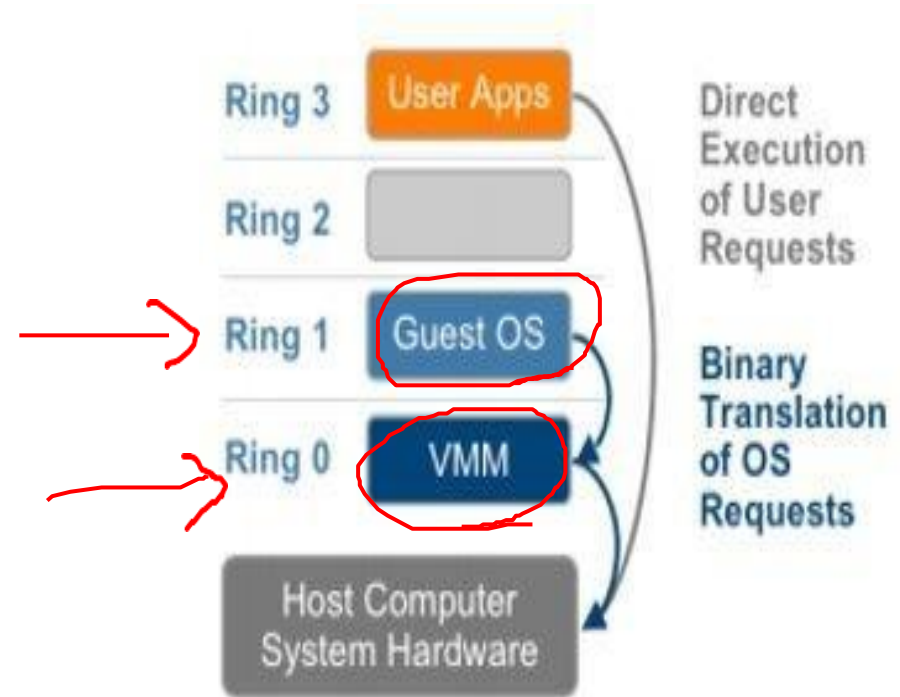 Ring 3
User Apps
Direct
Execution
of User
Requests
Ring 2
Ring 1
Guest OS
Binary
Translation
of OS
Requests
Ring 0
VMM
Host Computer
System Hardware